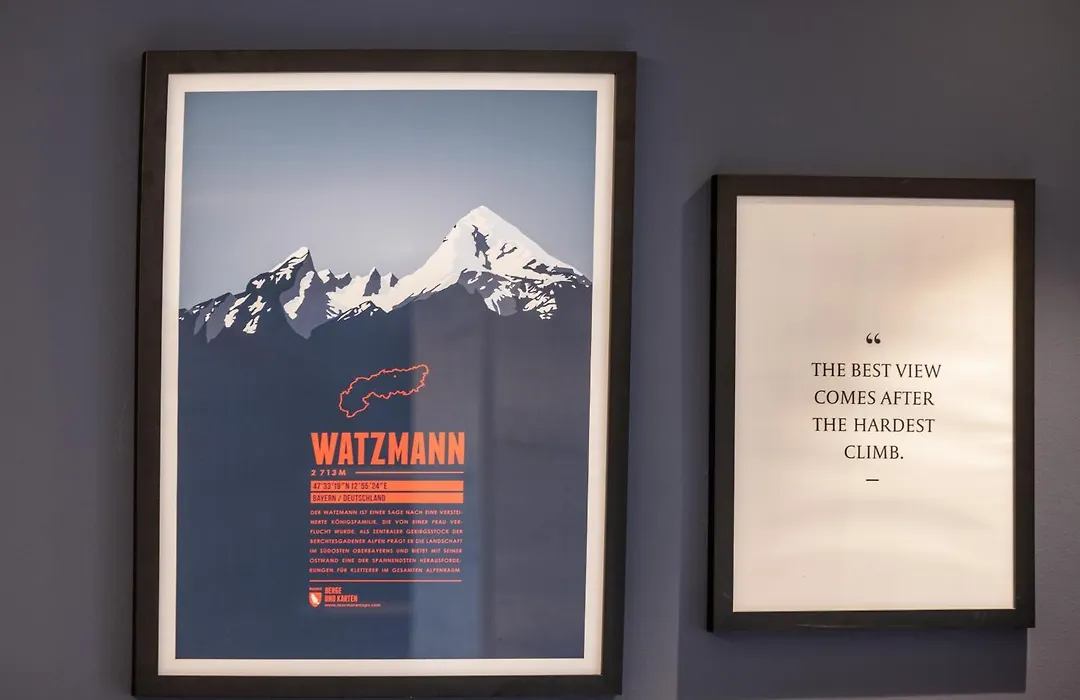 WATZMANN
2 713 M
47°33'19"N 12°55'24"E
BAYERN / DEUTSCHLAND
DER WATZMANN IST EINER SAGE NACH EINE VERSTEI-
NERTE KÖNIGSFAMILIE, DIE VON EINER FRAU VER-
FLUCHT WURDE. ALS ZENTRALER GEBIRGSSTOCK DER
BERCHTESGADENER ALPEN PRÄGT ER DIE LANDSCHAFT
IM SÜDOSTEN OBERBAYERNS UND BIETET MIT SEINER
OSTWAND EINE DER SPANNENDSTEN HERAUSFORDE-
RUNGEN FÜR KLETTERER IM GESAMTEN ALPENRAUM.
BERGE
UND KARTEN
“
THE BEST VIEW
COMES AFTER
THE HARDEST
CLIMB.
—